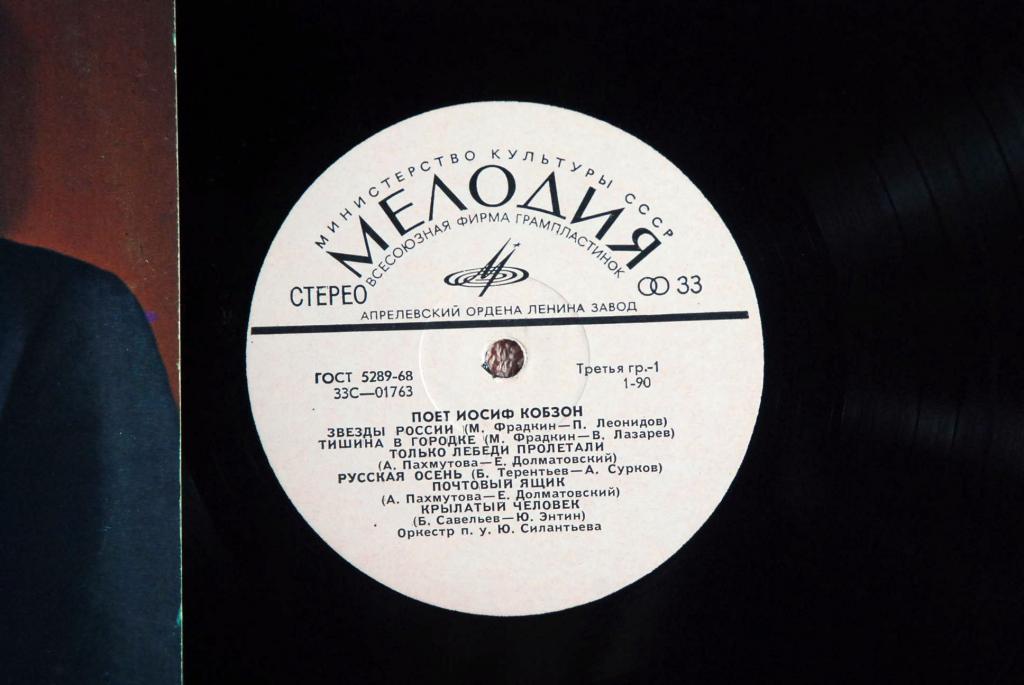 МИНИСТЕРСТВО КУЛЬТУРЫ СССР
МЕЛОДИЯ
ВСЕСОЮЗНАЯ ФИРМА ГРАМПЛАСТИНОК
СТЕРЕО
33
АПРЕЛЕВСКИЙ ОРДЕНА ЛЕНИНА ЗАВОД
ГОСТ 5289-68
33С—01763
Третья гр.-1
1-90
ПОЕТ ИОСИФ КОБЗОН
ЗВЕЗДЫ РОССИИ (М. Фрадкин—П. Леонидов)
ТИШИНА В ГОРОДКЕ (М. Фрадкин—В. Лазарев)
ТОЛЬКО ЛЕБЕДИ ПРОЛЕТАЛИ
(А. Пахмутова—Е. Долматовский)
РУССКАЯ ОСЕНЬ (Б. Терентьев—А. Сурков)
ПОЧТОВЫЙ ЯЩИК
(А. Пахмутова—Е. Долматовский)
КРЫЛАТЫЙ ЧЕЛОВЕК
(Б. Савельев—Ю. Энтин)
Оркестр п. у. Ю. Силантьева